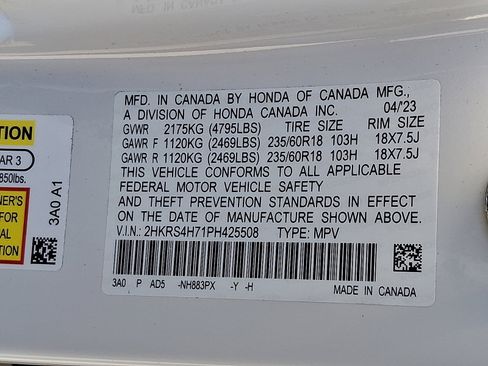 MFD. IN CANADA BY HONDA OF CANADA MFG.,
A DIVISION OF HONDA CANADA INC. 04/'23
GVWR 2175KG (4795LBS) TIRE SIZE RIM SIZE
GAWR F 1120KG (2469LBS) 235/60R18 103H 18X7.5J
GAWR R 1120KG (2469LBS) 235/60R18 103H 18X7.5J
THIS VEHICLE CONFORMS TO ALL APPLICABLE
FEDERAL MOTOR VEHICLE SAFETY
AND THEFT PREVENTION STANDARDS IN EFFECT
ON THE DATE OF MANUFACTURE SHOWN ABOVE.
V.I.N.: 2HKRS4H71PH425508 TYPE: MPV
3A0 P AD5 -NH883PX -Y -H
MADE IN CANADA
TION
AR 3
850lbs.
NER'S
FOR
AL
TION
3A0 A1